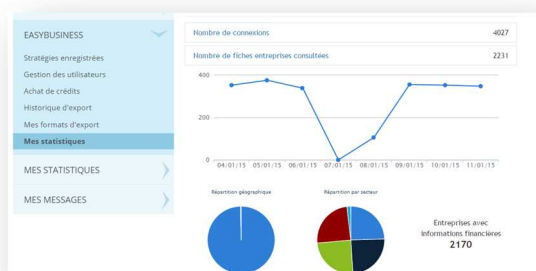 EASYBUSINESS
Stratégies enregistrées
Gestion des utilisateurs
Achat de crédits
Historique d'export
Mes formats d'export
Mes statistiques
MES STATISTIQUES
MES MESSAGES
Nombre de connexions 4027
Nombre de fiches entreprises consultées 2231
400
200
0
04/01/15 05/01/15 06/01/15 07/01/15 08/01/15 09/01/15 10/01/15 11/01/15
Répartition géographique Répartition par secteur
Entreprises avec
informations financières
2170